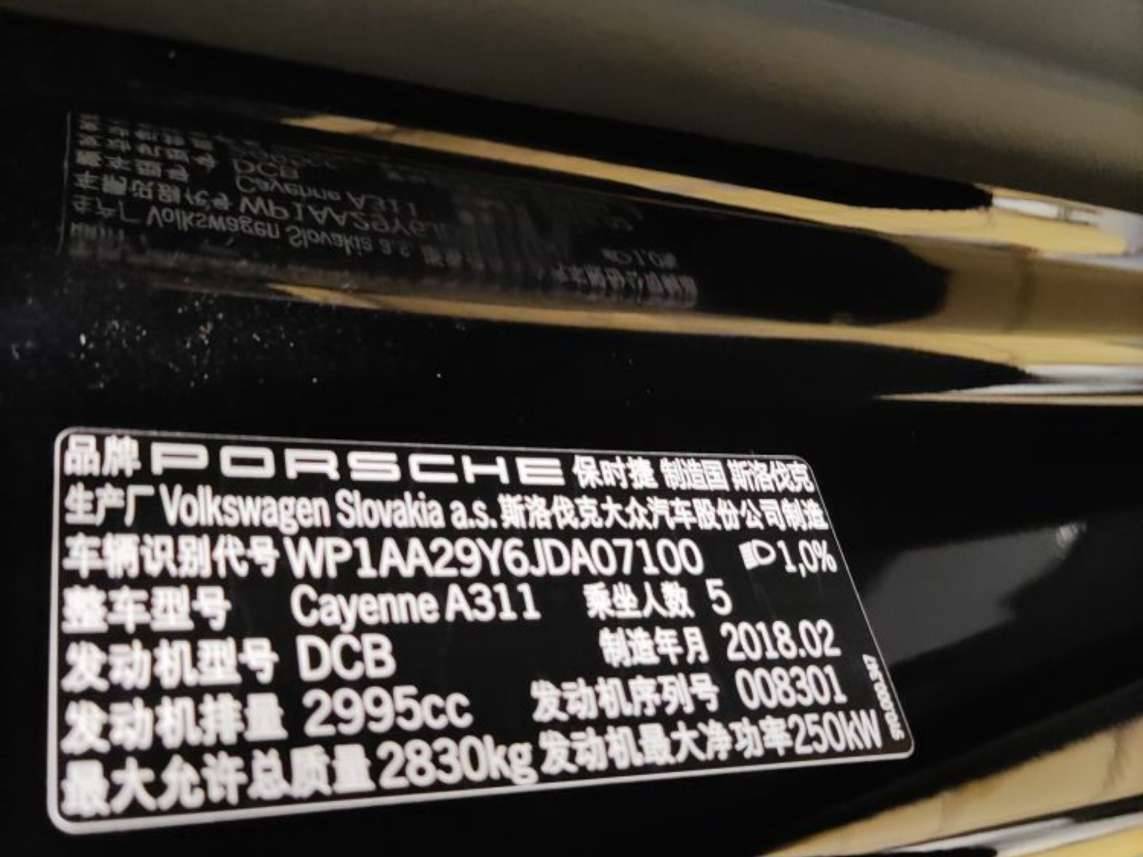 品牌 PORSCHE 保时捷 制造国 斯洛伐克
生产厂 Volkswagen Slovakia a.s. 斯洛伐克大众汽车股份公司制造
车辆识别代号 WP1AA29Y6JDA07100 1,0%
整车型号 Cayenne A311 乘坐人数 5
发动机型号 DCB 制造年月 2018.02
发动机排量 2995cc 发动机序列号 008301
最大允许总质量 2830kg 发动机最大净功率 250kW